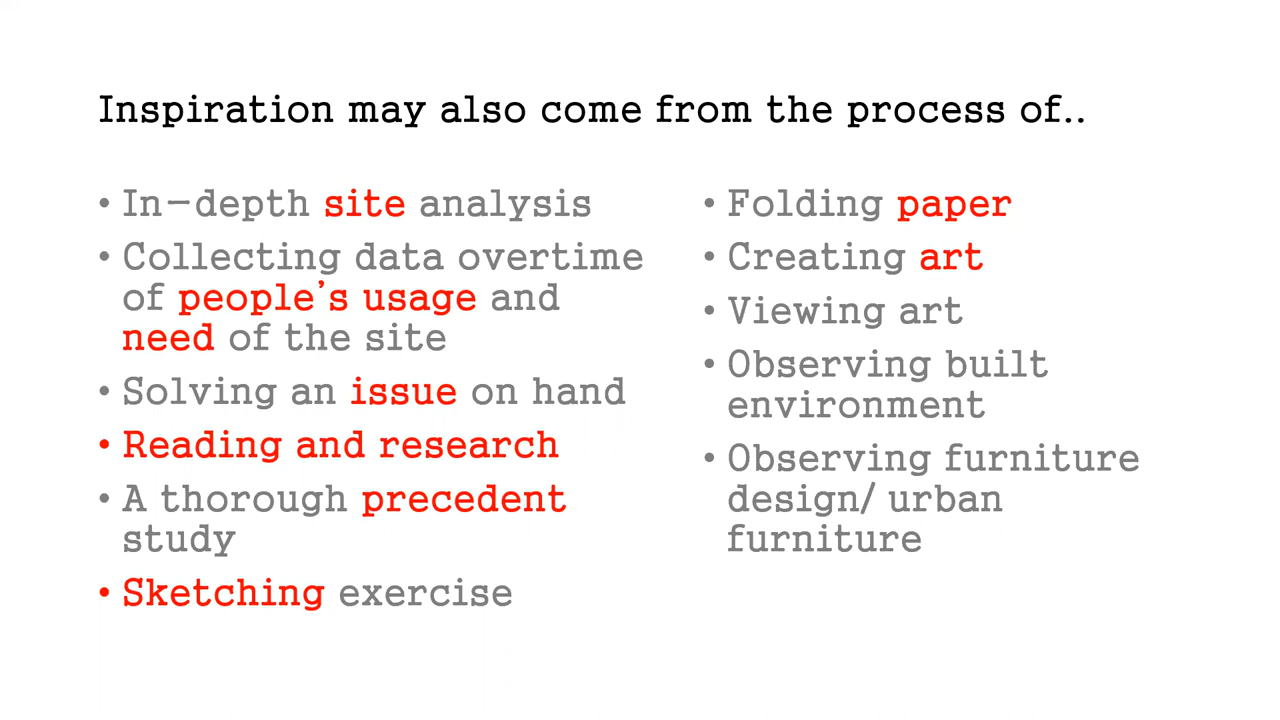 Inspiration may also come from the process of..
• In-depth site analysis
• Collecting data overtime
of people's usage and
need of the site
• Solving an issue on hand
• Reading and research
• A thorough precedent
study
• Sketching exercise
• Folding paper
• Creating art
• Viewing art
• Observing built
environment
• Observing furniture
design/ urban
furniture